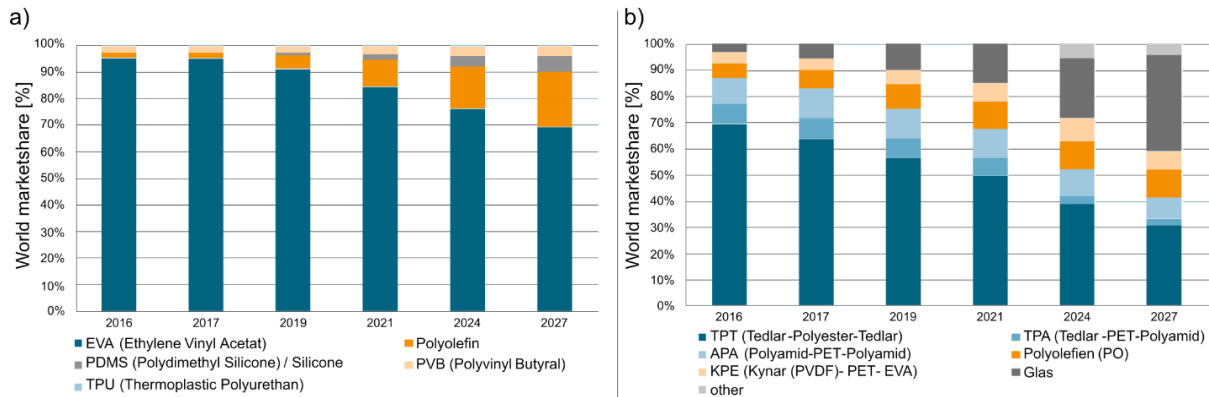 a)
World marketshare [%]
100%
90%
80%
70%
60%
50%
40%
30%
20%
10%
0%
2016 2017 2019 2021 2024 2027
EVA (Ethylene Vinyl Acetat) Polyolefin
PDMS (Polydimethyl Silicone) / Silicone PVB (Polyvinyl Butyral)
TPU (Thermoplastic Polyurethan)
b)
World marketshare [%]
100%
90%
80%
70%
60%
50%
40%
30%
20%
10%
0%
2016 2017 2019 2021 2024 2027
TPT (Tedlar-Polyester-Tedlar) TPA (Tedlar -PET-Polyamid)
APA (Polyamid-PET-Polyamid) Polyolefien (PO)
KPE (Kynar (PVDF)- PET- EVA) Glas
other